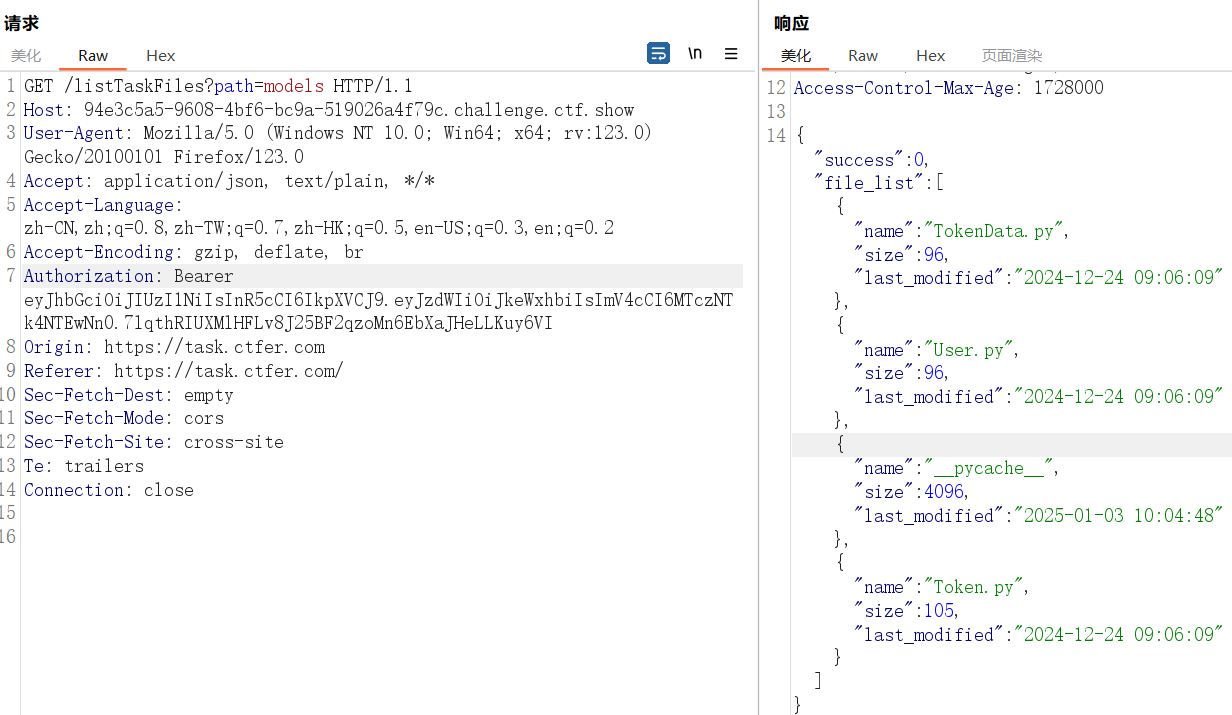 请求
美化 Raw Hex \n
1 GET /listTaskFiles?path=models HTTP/1.1
2 Host: 94e3c5a5-9608-4bf6-bc9a-519026a4f79c.challenge.ctf.show
3 User-Agent: Mozilla/5.0 (Windows NT 10.0; Win64; x64; rv:123.0)
Gecko/20100101 Firefox/123.0
4 Accept: application/json, text/plain, */*
5 Accept-Language:
zh-CN,zh;q=0.8,zh-TW;q=0.7,zh-HK;q=0.5,en-US;q=0.3,en;q=0.2
6 Accept-Encoding: gzip, deflate, br
7 Authorization: Bearer
eyJhbGciOiJIUzI1NiIsInR5cCI6IkpXVCJ9.eyJzdWIiOiJkeWxhbiIsImV4cCI6MTczNT
k4NTEwNn0.71qthRIUXM1HFLv8J25BF2qzoMn6EbXaJHeLLKuy6VI
8 Origin: https://task.ctfer.com
9 Referer: https://task.ctfer.com/
10 Sec-Fetch-Dest: empty
11 Sec-Fetch-Mode: cors
12 Sec-Fetch-Site: cross-site
13 Te: trailers
14 Connection: close
15
16
响应
美化 Raw Hex 页面渲染
12 Access-Control-Max-Age: 1728000
13
14 {
"success":0,
"file_list":[
{
"name":"TokenData.py",
"size":96,
"last_modified":"2024-12-24 09:06:09"
},
{
"name":"User.py",
"size":96,
"last_modified":"2024-12-24 09:06:09"
},
{
"name":"__pycache__",
"size":4096,
"last_modified":"2025-01-03 10:04:48"
},
{
"name":"Token.py",
"size":105,
"last_modified":"2024-12-24 09:06:09"
}
]
}